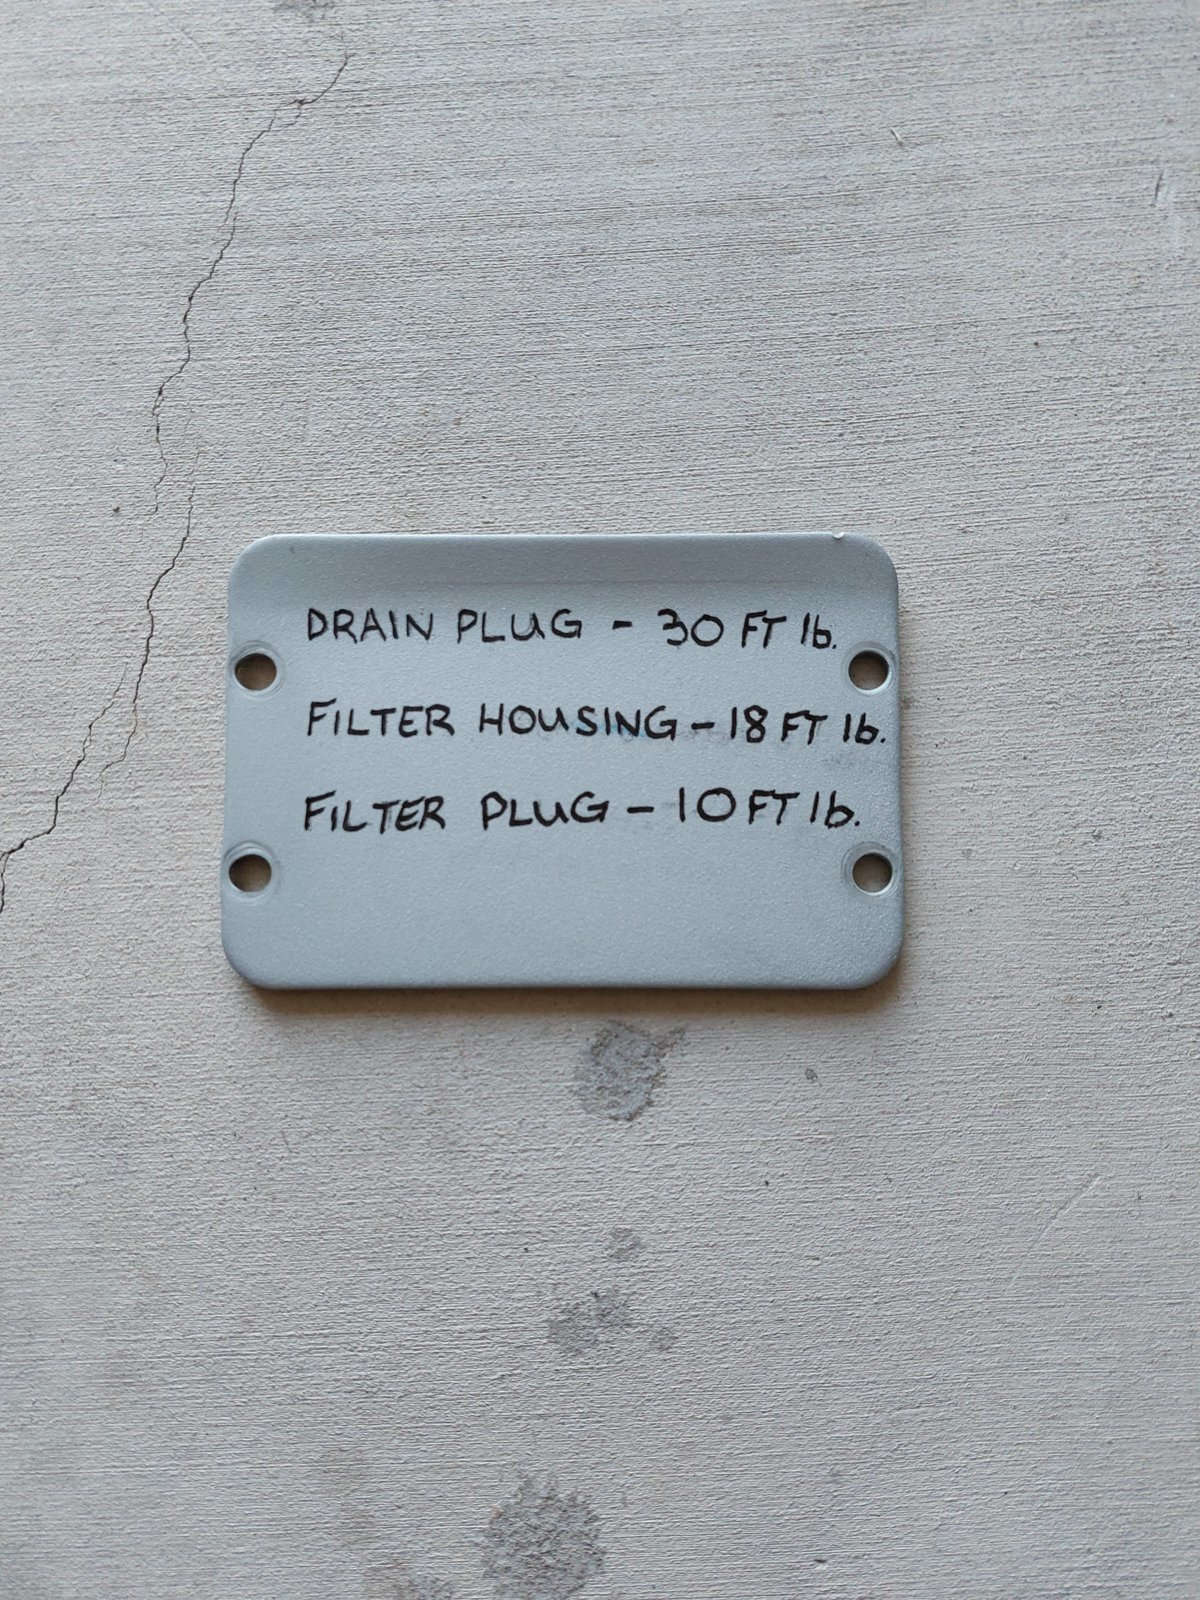 DRAIN PLUG - 30 FT lb.
FILTER HOUSING - 18 FT lb.
FILTER PLUG - 10 FT lb.